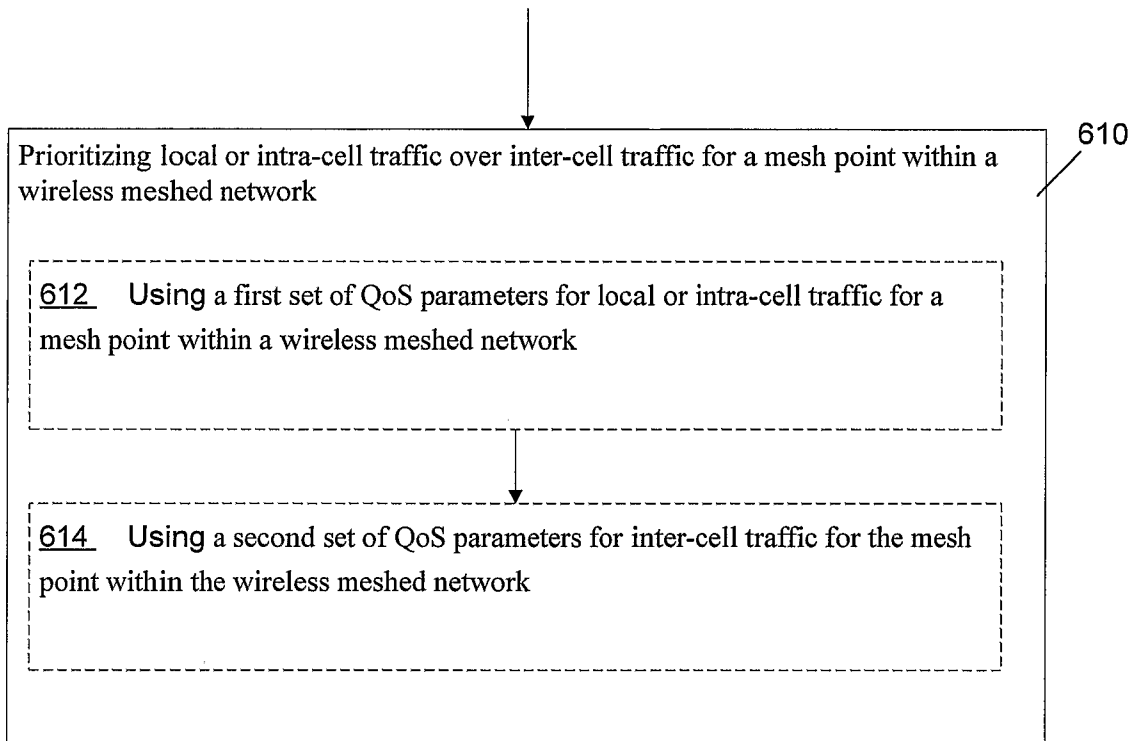 610
Prioritizing local or intra-cell traffic over inter-cell traffic for a mesh point within a
wireless meshed network
612 Using a first set of QoS parameters for local or intra-cell traffic for a
mesh point within a wireless meshed network
614 Using a second set of QoS parameters for inter-cell traffic for the mesh
point within the wireless meshed network